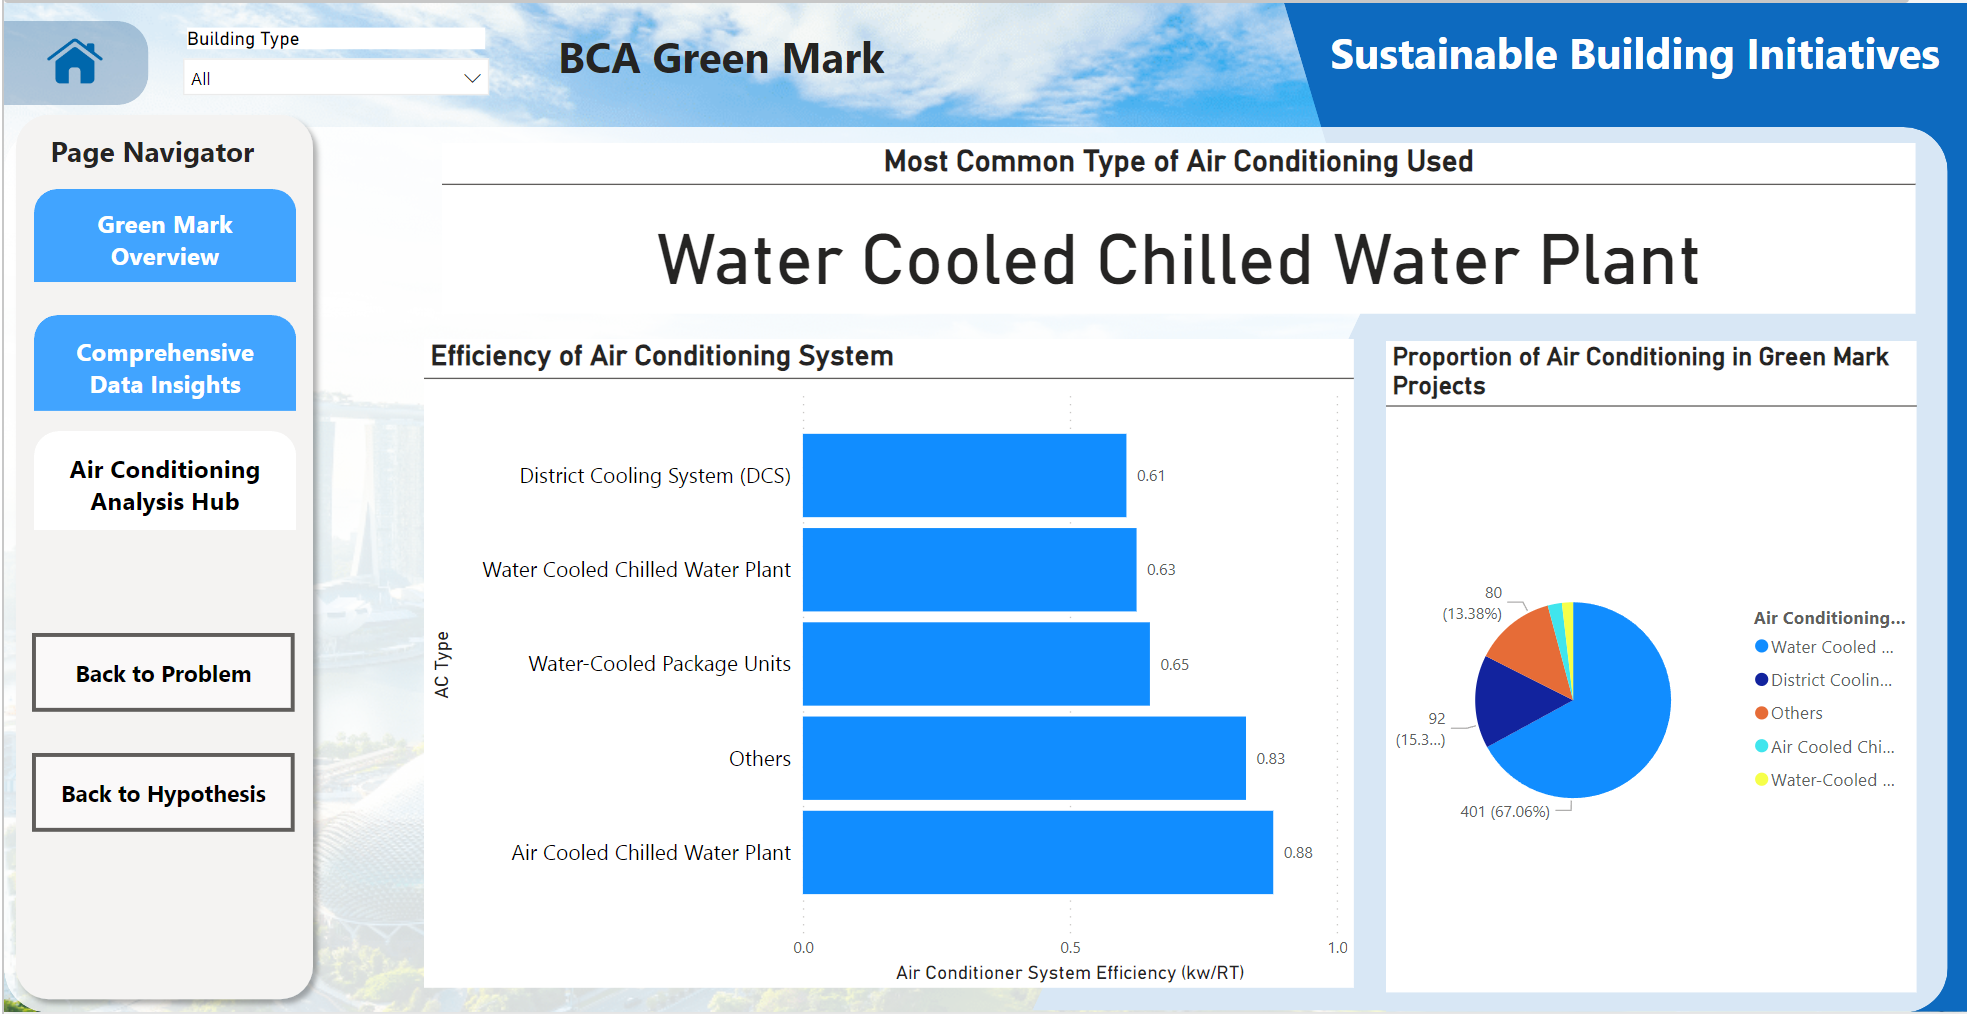 Building Type
All
BCA Green Mark
Sustainable Building Initiatives
Page Navigator
Green Mark
Overview
Comprehensive
Data Insights
Air Conditioning
Analysis Hub
Back to Problem
Back to Hypothesis
Most Common Type of Air Conditioning Used
Water Cooled Chilled Water Plant
Efficiency of Air Conditioning System
AC Type
District Cooling System (DCS)
0.61
Water Cooled Chilled Water Plant
0.63
Water-Cooled Package Units
0.65
Others
0.83
Air Cooled Chilled Water Plant
0.88
0.0
0.5
1.0
Air Conditioner System Efficiency (kw/RT)
Proportion of Air Conditioning in Green Mark
Projects
80
(13.38%)
92
(15.3...)
401 (67.06%)
Air Conditioning...
Water Cooled ...
District Coolin...
Others
Air Cooled Chi...
Water-Cooled ...